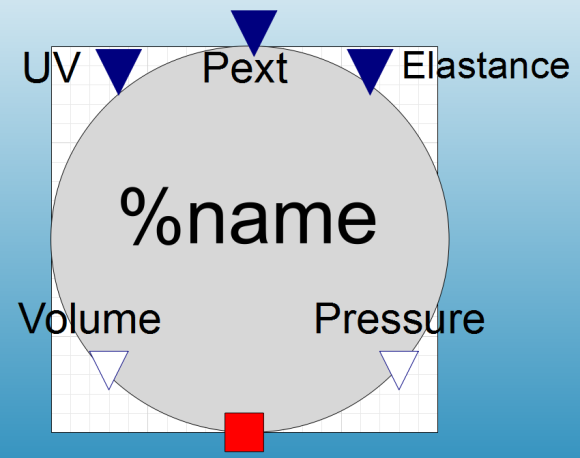 UV
Pext
Elastance
%name
Volume
Pressure